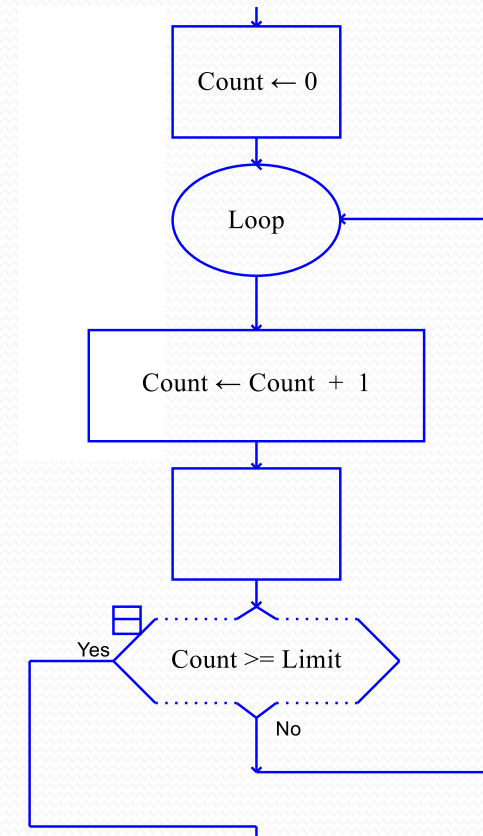 Count ← 0
Loop
Count ← Count + 1
Count >= Limit
Yes
No